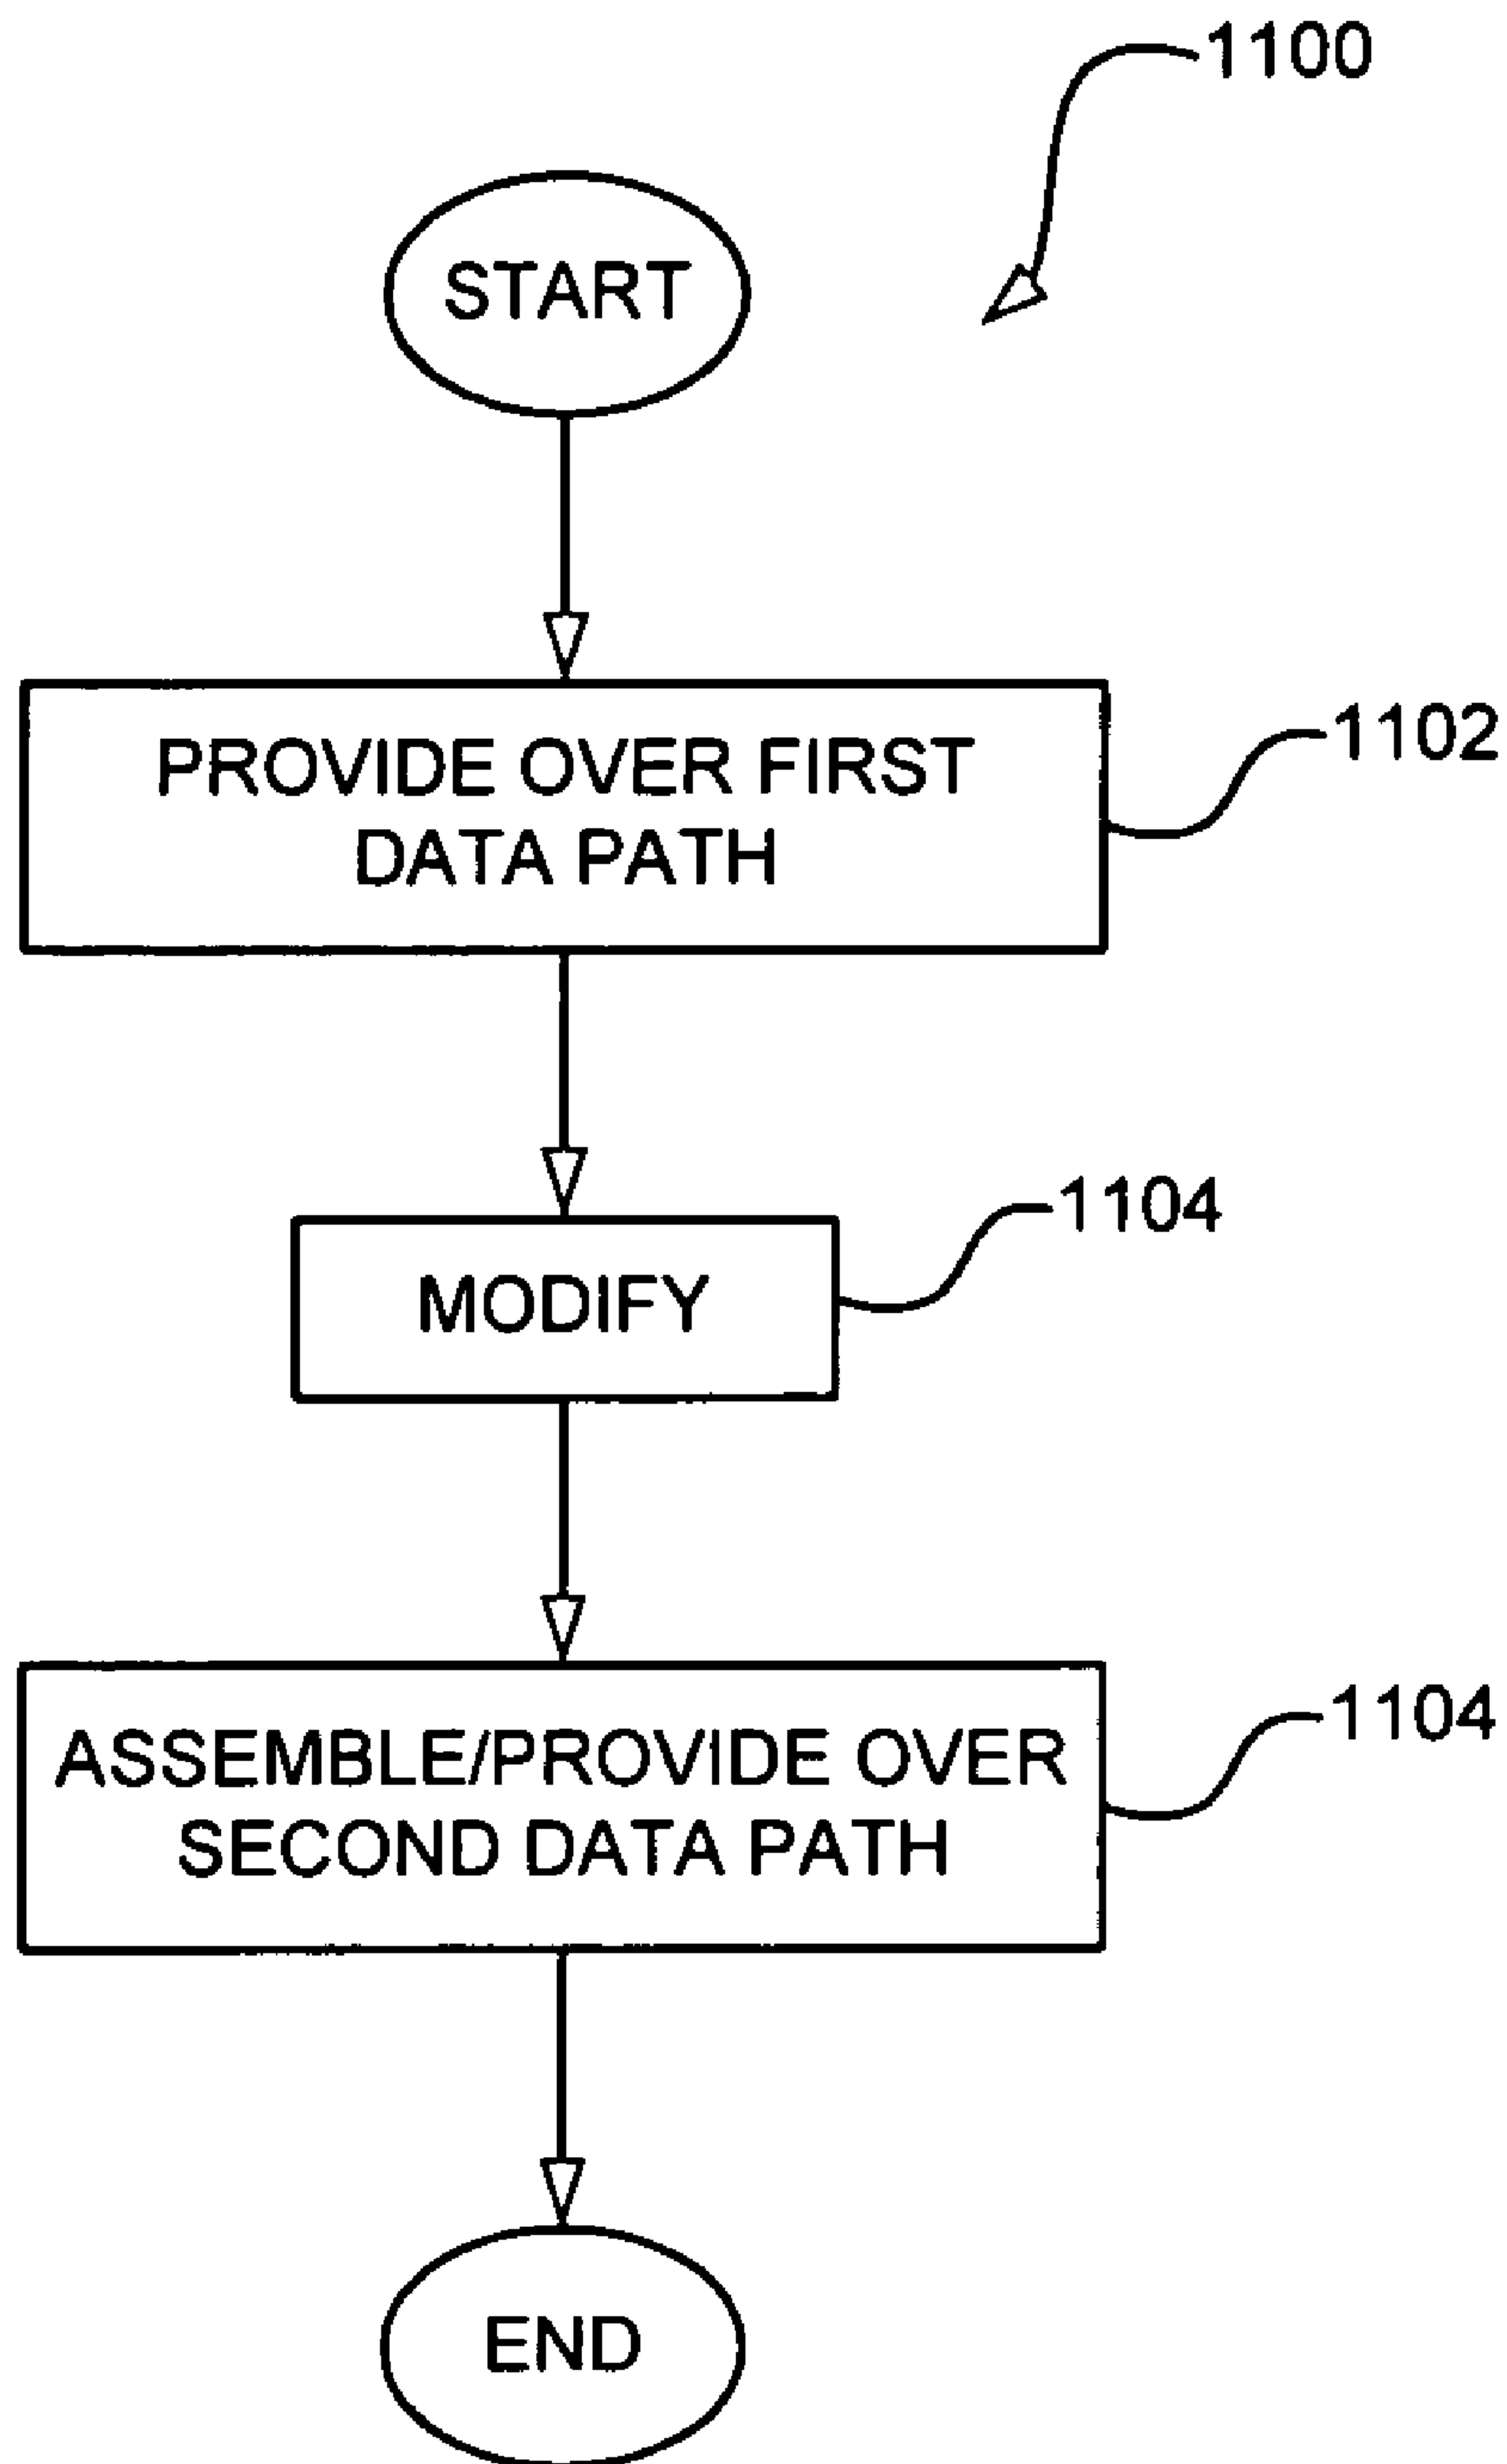 1100
START
PROVIDE OVER FIRST
DATA PATH
1102
MODIFY
1104
ASSEMBLE/PROVIDE OVER
SECOND DATA PATH
1104
END